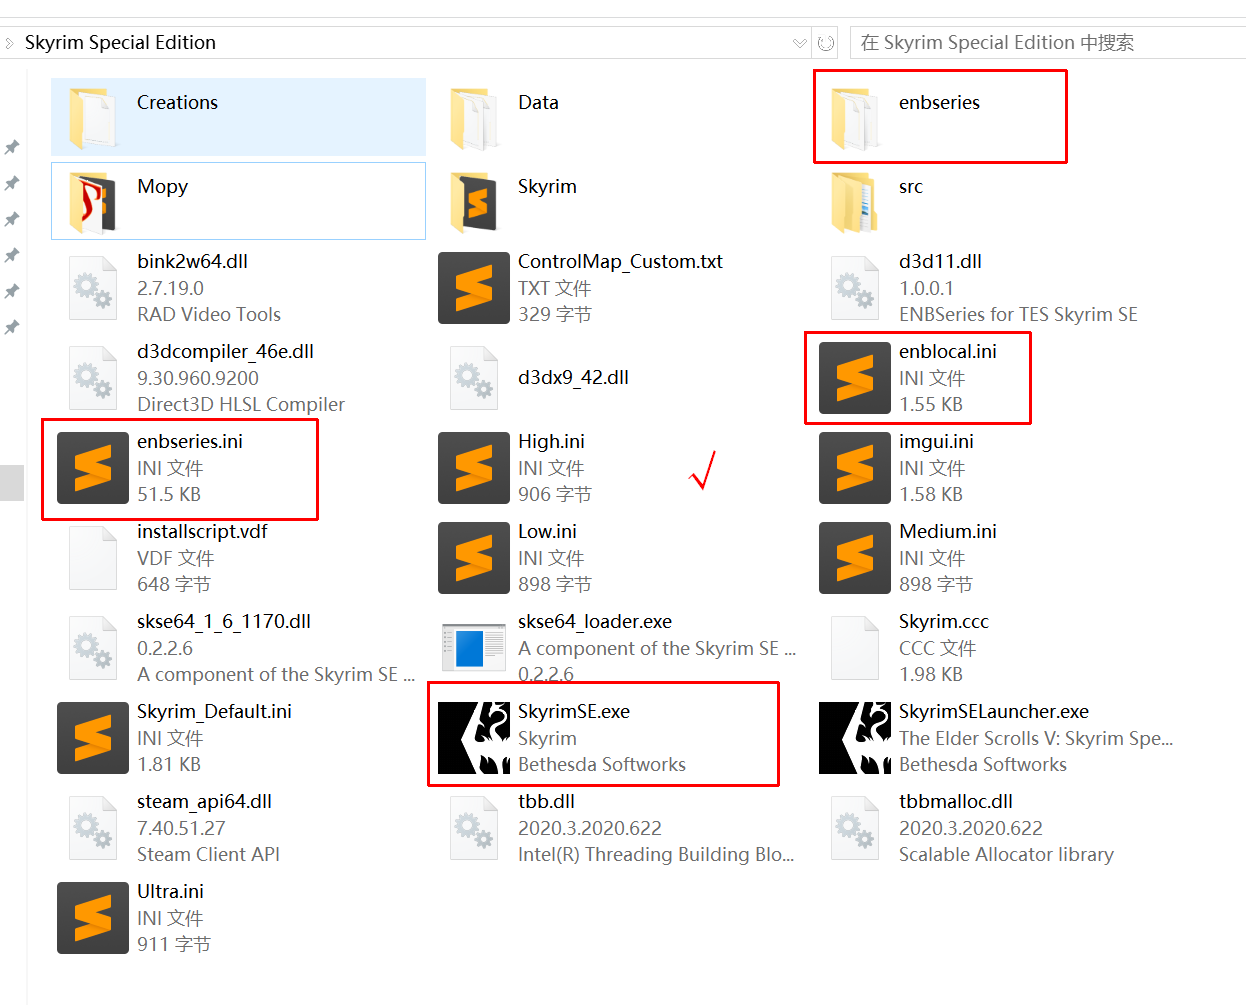 Skyrim Special Edition
在 Skyrim Special Edition 中搜索
Creations
Data
enbseries
Mopy
Skyrim
src
bink2w64.dll
2.7.19.0
RAD Video Tools
ControlMap_Custom.txt
TXT 文件
329 字节
d3d11.dll
1.0.0.1
ENBSeries for TES Skyrim SE
d3dcompiler_46e.dll
9.30.960.9200
Direct3D HLSL Compiler
d3dx9_42.dll
enblocal.ini
INI 文件
1.55 KB
enbseries.ini
INI 文件
51.5 KB
High.ini
INI 文件
906 字节
imgui.ini
INI 文件
1.58 KB
installscript.vdf
VDF 文件
648 字节
Low.ini
INI 文件
898 字节
Medium.ini
INI 文件
898 字节
skse64_1_6_1170.dll
0.2.2.6
A component of the Skyrim SE ...
skse64_loader.exe
A component of the Skyrim SE ...
0.2.2.6
Skyrim.ccc
CCC 文件
1.98 KB
Skyrim_Default.ini
INI 文件
1.81 KB
SkyrimSE.exe
Skyrim
Bethesda Softworks
SkyrimSELauncher.exe
The Elder Scrolls V: Skyrim Spe...
Bethesda Softworks
steam_api64.dll
7.40.51.27
Steam Client API
tbb.dll
2020.3.2020.622
Intel(R) Threading Building Blo...
tbbmalloc.dll
2020.3.2020.622
Scalable Allocator library
Ultra.ini
INI 文件
911 字节